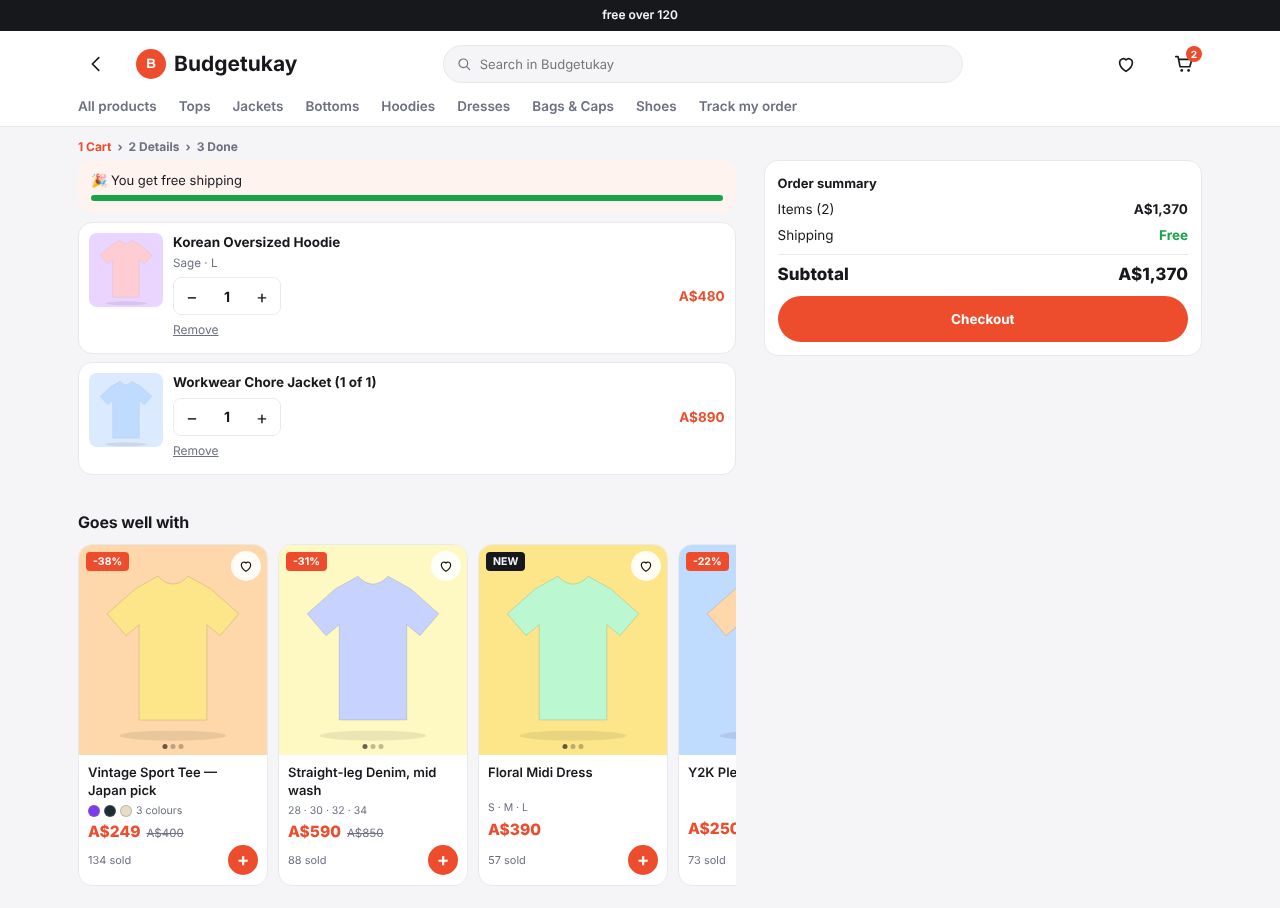 free over 120
B Budgetukay
Search in Budgetukay
2
All products Tops Jackets Bottoms Hoodies Dresses Bags & Caps Shoes Track my order
1 Cart › 2 Details › 3 Done
🎉 You get free shipping
Korean Oversized Hoodie
Sage · L
− 1 +
A$480
Remove
Workwear Chore Jacket (1 of 1)
− 1 +
A$890
Remove
Order summary
Items (2) A$1,370
Shipping Free
Subtotal A$1,370
Checkout
Goes well with
-38%
Vintage Sport Tee —
Japan pick
3 colours
A$249 A$400
134 sold
+
-31%
Straight-leg Denim, mid
wash
28 · 30 · 32 · 34
A$590 A$850
88 sold
+
NEW
Floral Midi Dress
S · M · L
A$390
57 sold
+
-22%
Y2K Ple
A$250
73 sold